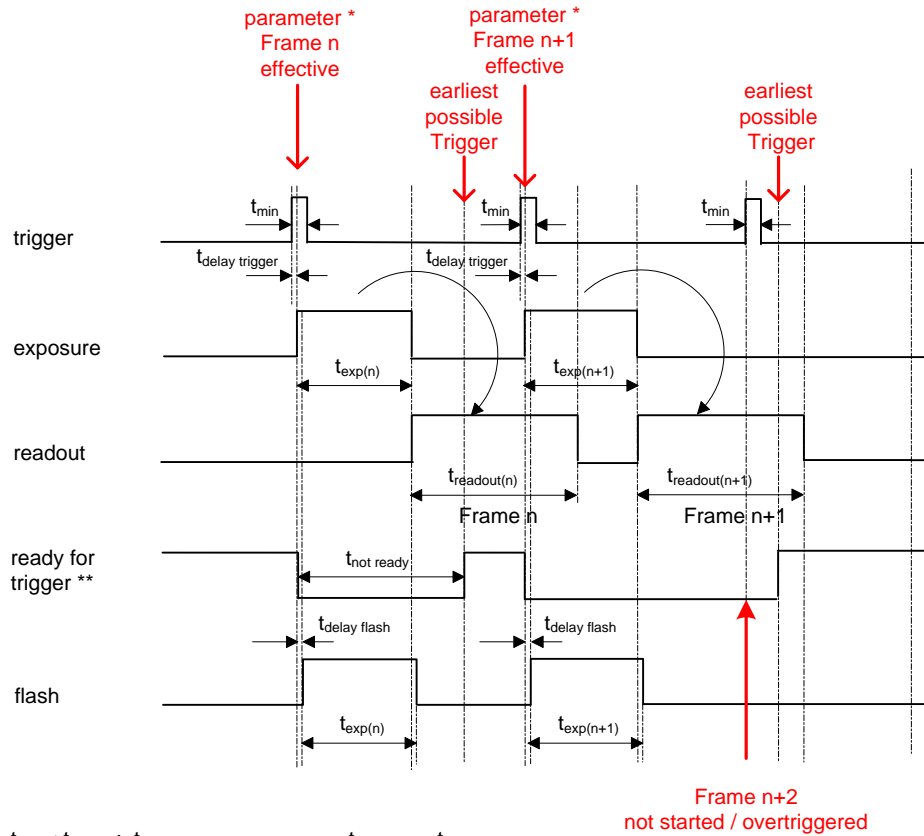 parameter *
Frame n
effective
parameter *
Frame n+1
effective
earliest
possible
Trigger
earliest
possible
Trigger
trigger
tmin
tmin
tmin
tdelay trigger
tdelay trigger
exposure
texp(n)
texp(n+1)
readout
treadout(n)
treadout(n+1)
Frame n
Frame n+1
ready for
trigger **
tnot ready
tdelay flash
tdelay flash
flash
texp(n)
texp(n+1)
Frame n+2
not started / overtriggered